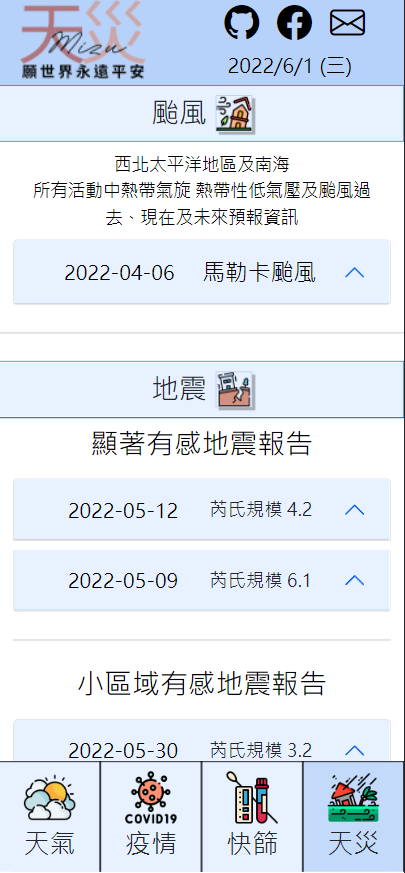 天災
Mizu
願世界永遠平安
2022/6/1 (三)
颱風
西北太平洋地區及南海
所有活動中熱帶氣旋 熱帶性低氣壓及颱風過
去、現在及未來預報資訊
2022-04-06 馬勒卡颱風
地震
顯著有感地震報告
2022-05-12 芮氏規模 4.2
2022-05-09 芮氏規模 6.1
小區域有感地震報告
2022-05-30 芮氏規模 3.2
COVID19
天氣 疫情 快篩 天災